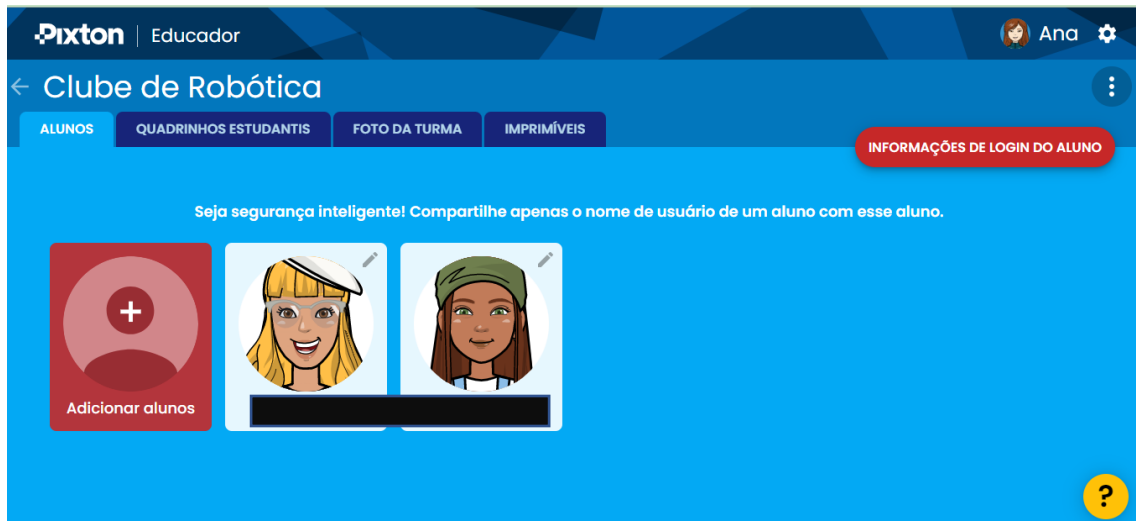 Pixton | Educador
Ana
Clube de Robótica
ALUNOS
QUADRINHOS ESTUDANTIS
FOTO DA TURMA
IMPRIMÍVEIS
INFORMAÇÕES DE LOGIN DO ALUNO
Seja segurança inteligente! Compartilhe apenas o nome de usuário de um aluno com esse aluno.
+
Adicionar alunos
?